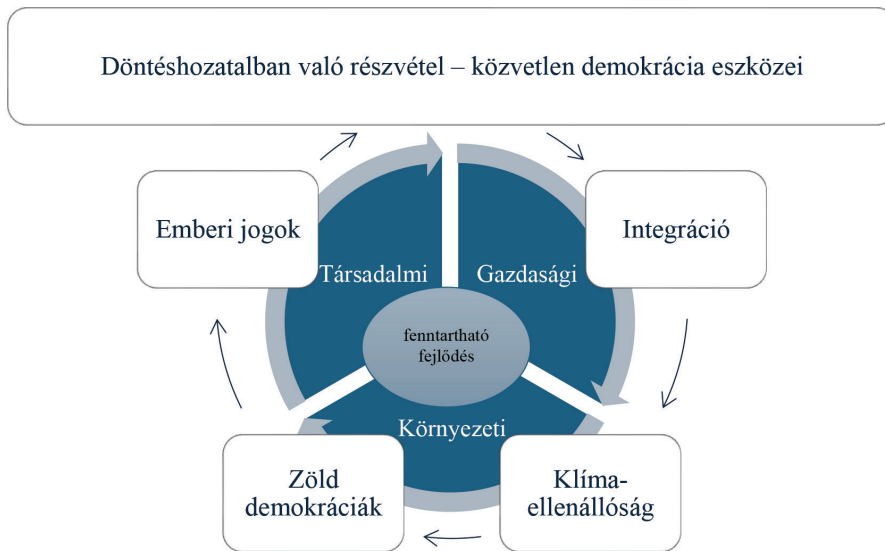 Döntéshozatalban való részvétel – közvetlen demokrácia eszközei
Emberi jogok
Integráció
Társadalmi
Gazdasági
fenntartható
fejlődés
Környezeti
Zöld
demokráciák
Klíma-
ellenállóság